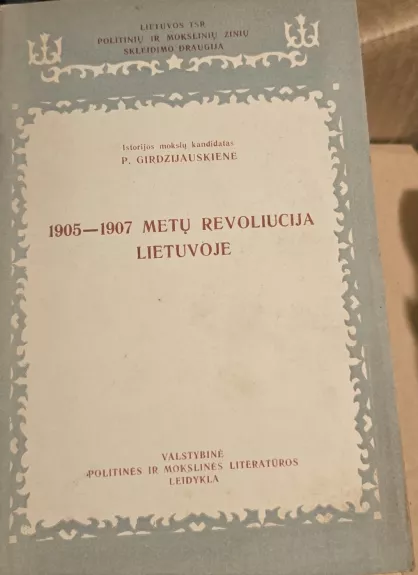 LIETUVOS TSR
POLITINIŲ IR MOKSLINIŲ ŽINIŲ
SKLEIDIMO DRAUGIJA
Istorijos mokslų kandidatas
P. GIRDZIJAUSKIENĖ
1905—1907 METŲ REVOLIUCIJA
LIETUVOJE
VALSTYBINĖ
POLITINĖS IR MOKSLINĖS LITERATŪROS
LEIDYKLA